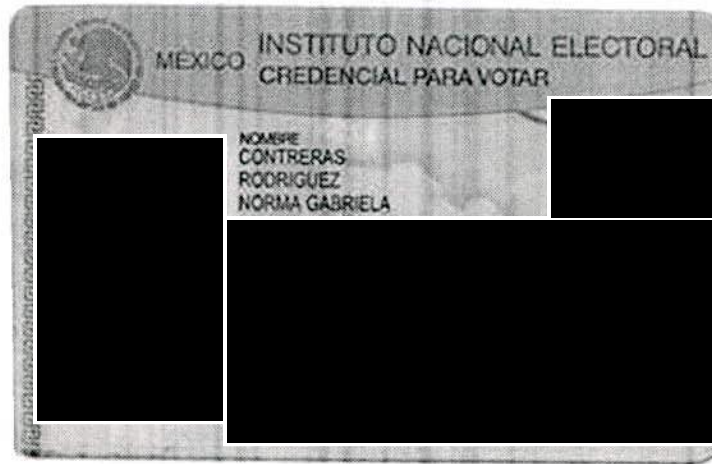 MÉXICO
INSTITUTO NACIONAL ELECTORAL
CREDENCIAL PARA VOTAR
NOMBRE
CONTRERAS
RODRIGUEZ
NORMA GABRIELA